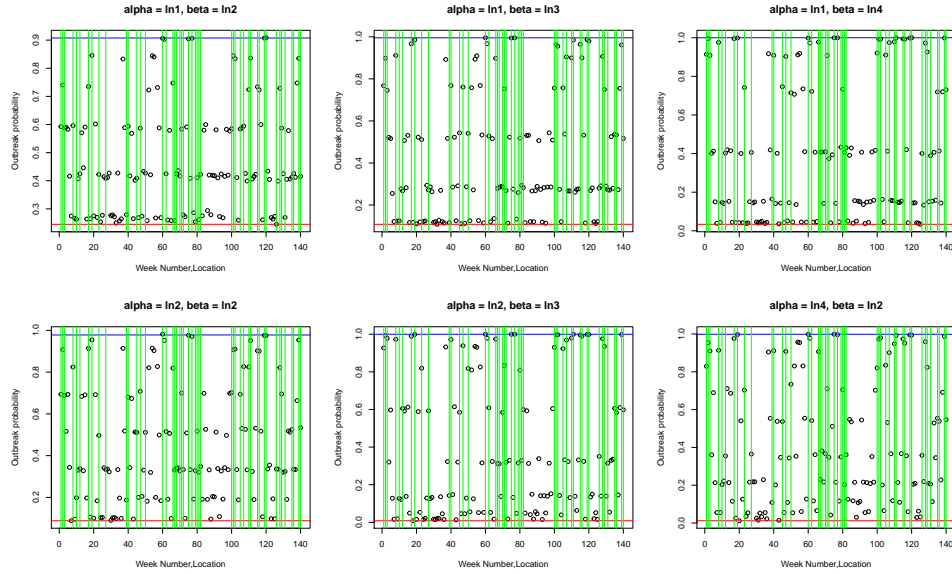 alpha = ln1, beta = ln2
alpha = ln1, beta = ln3
alpha = ln1, beta = ln4
Outbreak probability
0.9
0.8
0.7
0.6
0.5
0.4
0.3
0 20 40 60 80 100 120 140
Week Number,Location
Outbreak probability
1.0
0.8
0.6
0.4
0.2
0 20 40 60 80 100 120 140
Week Number,Location
Outbreak probability
1.0
0.8
0.6
0.4
0.2
0.0
0 20 40 60 80 100 120 140
Week Number,Location
alpha = ln2, beta = ln2
alpha = ln2, beta = ln3
alpha = ln4, beta = ln2
Outbreak probability
1.0
0.8
0.6
0.4
0.2
0 20 40 60 80 100 120 140
Week Number,Location
Outbreak probability
1.0
0.8
0.6
0.4
0.2
0.0
0 20 40 60 80 100 120 140
Week Number,Location
Outbreak probability
1.0
0.8
0.6
0.4
0.2
0.0
0 20 40 60 80 100 120 140
Week Number,Location